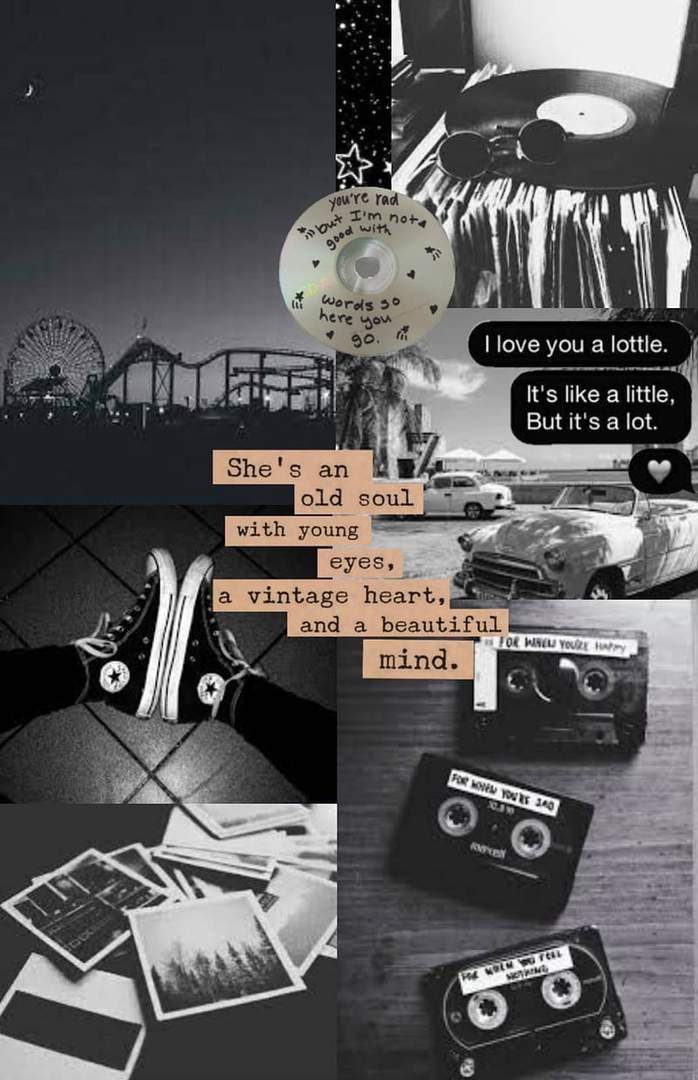 you're rad
but I'm not
good with
words so
here you
go.
I love you a lottle.
It's like a little,
But it's a lot.
She's an
old soul
with young
eyes,
a vintage heart,
and a beautiful
mind.
FOR WHEN YOU'RE HAPPY
FOR WHEN YOU'RE SAD
maxell
FOR WHEN YOU FEEL
NOTHING